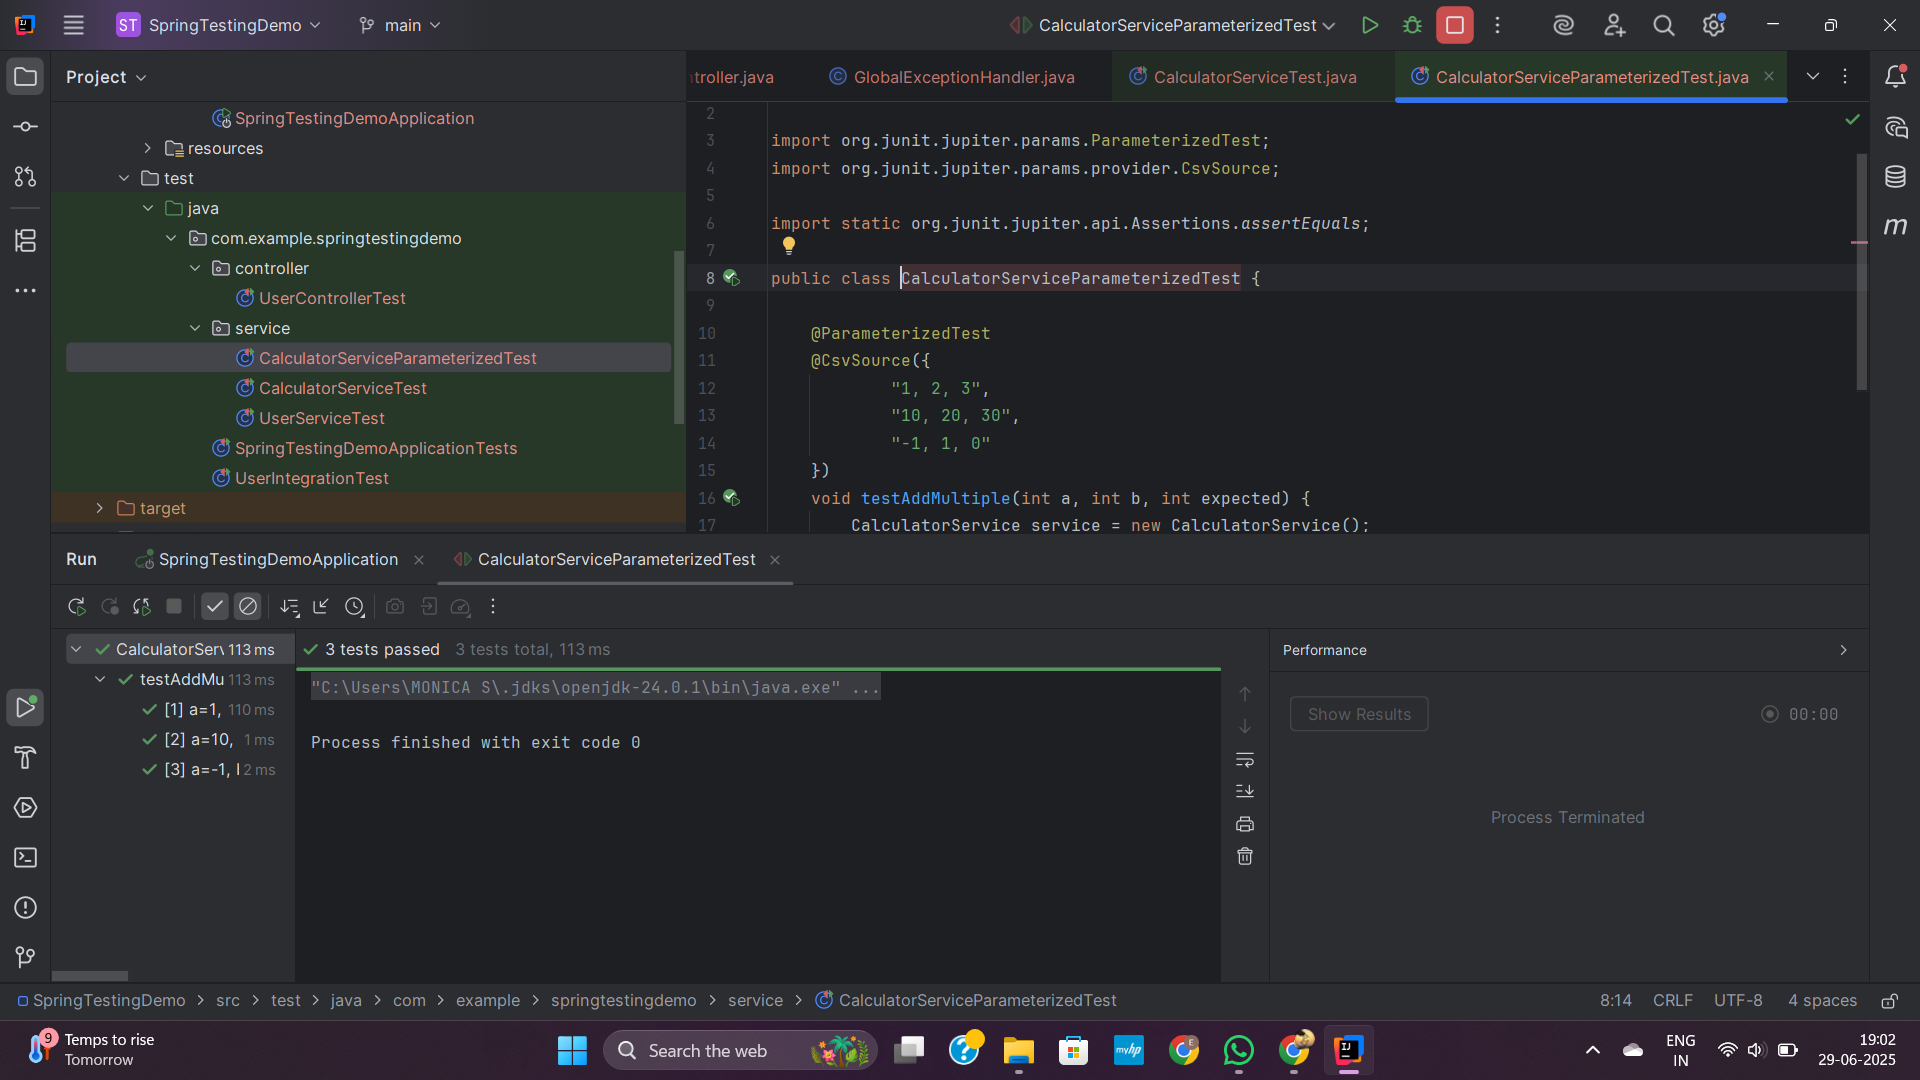 ST SpringTestingDemo main CalculatorServiceParameterizedTest
Project
SpringTestingDemoApplication
resources
test
java
com.example.springtestingdemo
controller
UserControllerTest
service
CalculatorServiceParameterizedTest
CalculatorServiceTest
UserServiceTest
SpringTestingDemoApplicationTests
UserIntegrationTest
target
troller.java GlobalExceptionHandler.java CalculatorServiceTest.java CalculatorServiceParameterizedTest.java
2
3 import org.junit.jupiter.params.ParameterizedTest;
4 import org.junit.jupiter.params.provider.CsvSource;
5
6 import static org.junit.jupiter.api.Assertions.assertEquals;
7
8 public class CalculatorServiceParameterizedTest {
9
10 @ParameterizedTest
11 @CsvSource({
12 "1, 2, 3",
13 "10, 20, 30",
14 "-1, 1, 0"
15 })
16 void testAddMultiple(int a, int b, int expected) {
17 CalculatorService service = new CalculatorService();
m
Run SpringTestingDemoApplication CalculatorServiceParameterizedTest
CalculatorServ 113 ms
testAddMu 113 ms
[1] a=1, 110 ms
[2] a=10, 1 ms
[3] a=-1, 2 ms
3 tests passed 3 tests total, 113 ms
"C:\Users\MONICA S\.jdks\openjdk-24.0.1\bin\java.exe" ...
Process finished with exit code 0
Performance
Show Results 00:00
Process Terminated
SpringTestingDemo > src > test > java > com > example > springtestingdemo > service > CalculatorServiceParameterizedTest 8:14 CRLF UTF-8 4 spaces
9 Temps to rise
Tomorrow
Search the web
myhp
ENG
IN
19:02
29-06-2025